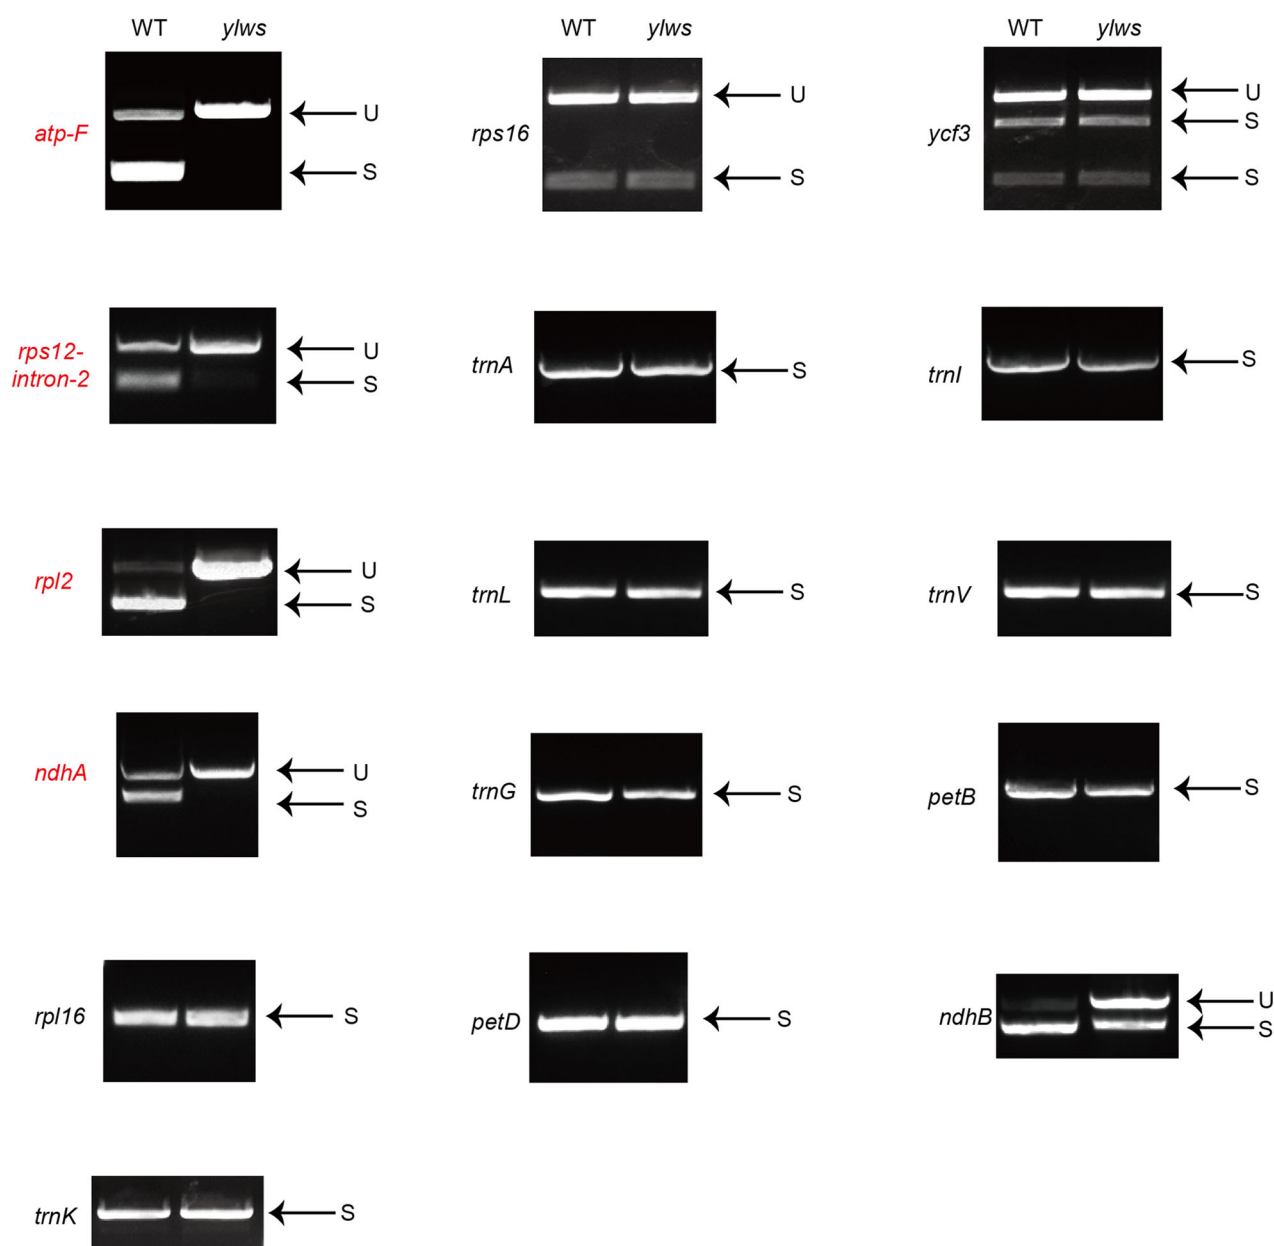 WT ylws
WT ylws
WT ylws
atp-F
U
S
rps16
U
S
ycf3
U
S
S
rps12-
intron-2
U
S
trnA
S
trnI
S
rpl2
U
S
trnL
S
trnV
S
ndhA
U
S
trnG
S
petB
S
rpl16
S
petD
S
ndhB
U
S
trnK
S